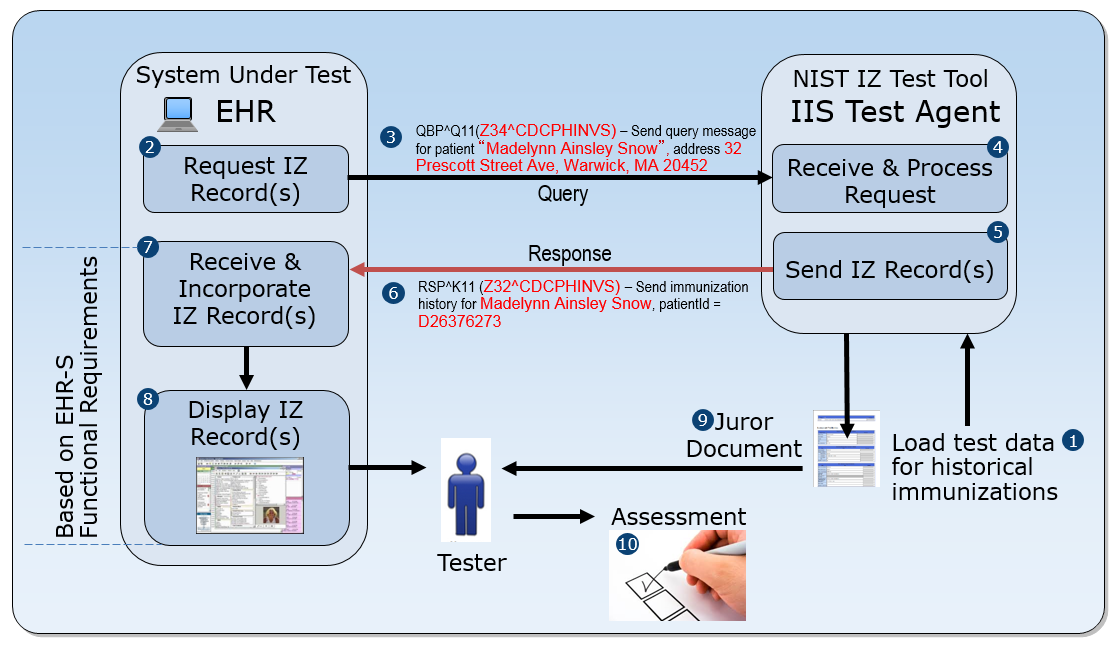 System Under Test
EHR
2
Request IZ
Record(s)
3
QBP^Q11(Z34^CDCPHINVS) – Send query message
for patient “Madelynn Ainsley Snow”, address 32
Prescott Street Ave, Warwick, MA 20452
Query
NIST IZ Test Tool
IIS Test Agent
4
Receive & Process
Request
5
Send IZ Record(s)
Response
6
RSP^K11 (Z32^CDCPHINVS) – Send immunization
history for Madelynn Ainsley Snow, patientId =
D26376273
7
Receive &
Incorporate
IZ Record(s)
Based on EHR-S
Functional Requirements
8
Display IZ
Record(s)
Tester
9
Juror
Document
Load test data
1
for historical
immunizations
Assessment
10